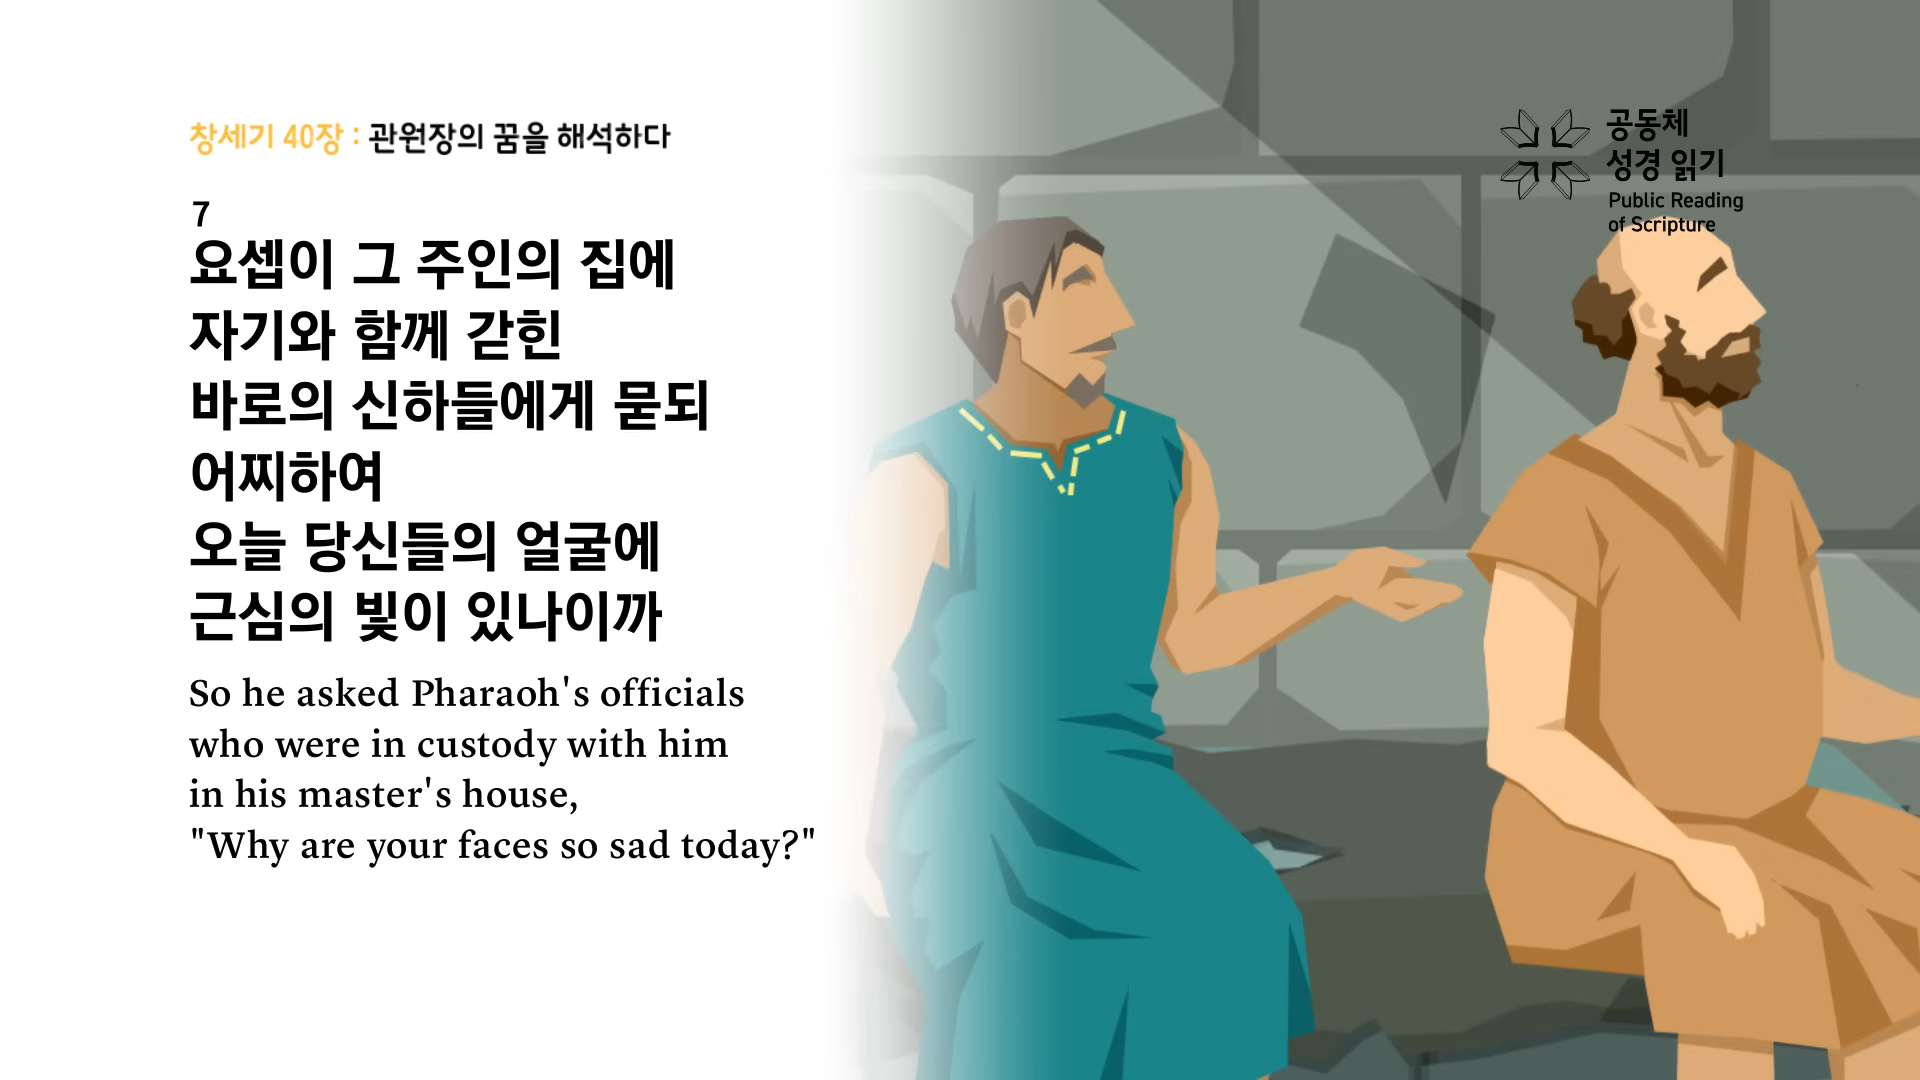 창세기 40장 : 관원장의 꿈을 해석하다
7
요셉이 그 주인의 집에
자기와 함께 갇힌
바로의 신하들에게 묻되
어찌하여
오늘 당신들의 얼굴에
근심의 빛이 있나이까
So he asked Pharaoh's officials
who were in custody with him
in his master's house,
"Why are your faces so sad today?"
공동체
성경 읽기
Public Reading
of Scripture